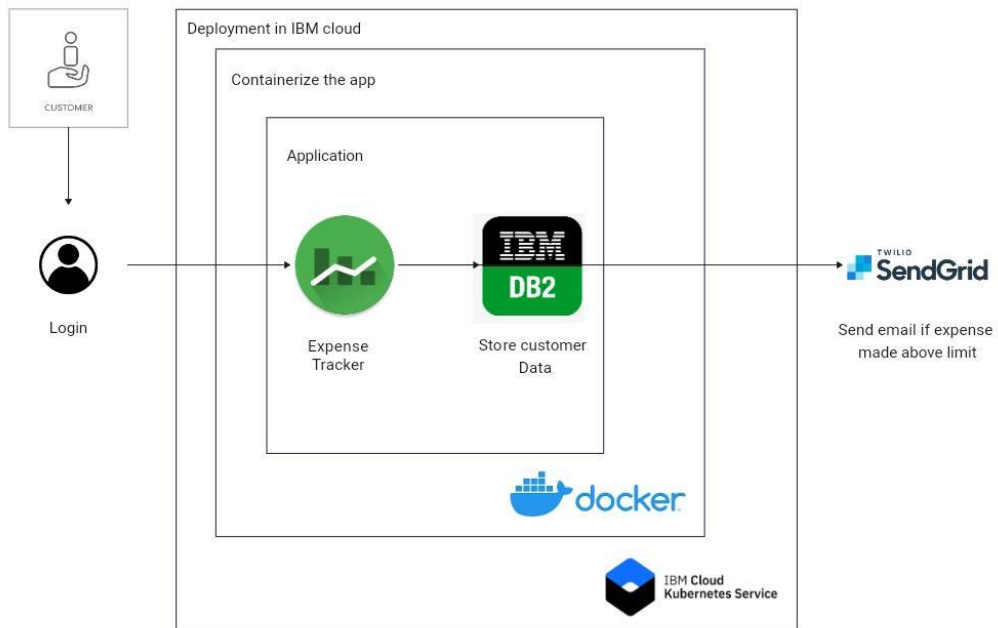 Deployment in IBM cloud
Containerize the app
CUSTOMER
Application
IBM
DB2
TWILIO
SendGrid
Login
Expense
Tracker
Store customer
Data
Send email if expense
made above limit
docker
IBM Cloud
Kubernetes Service